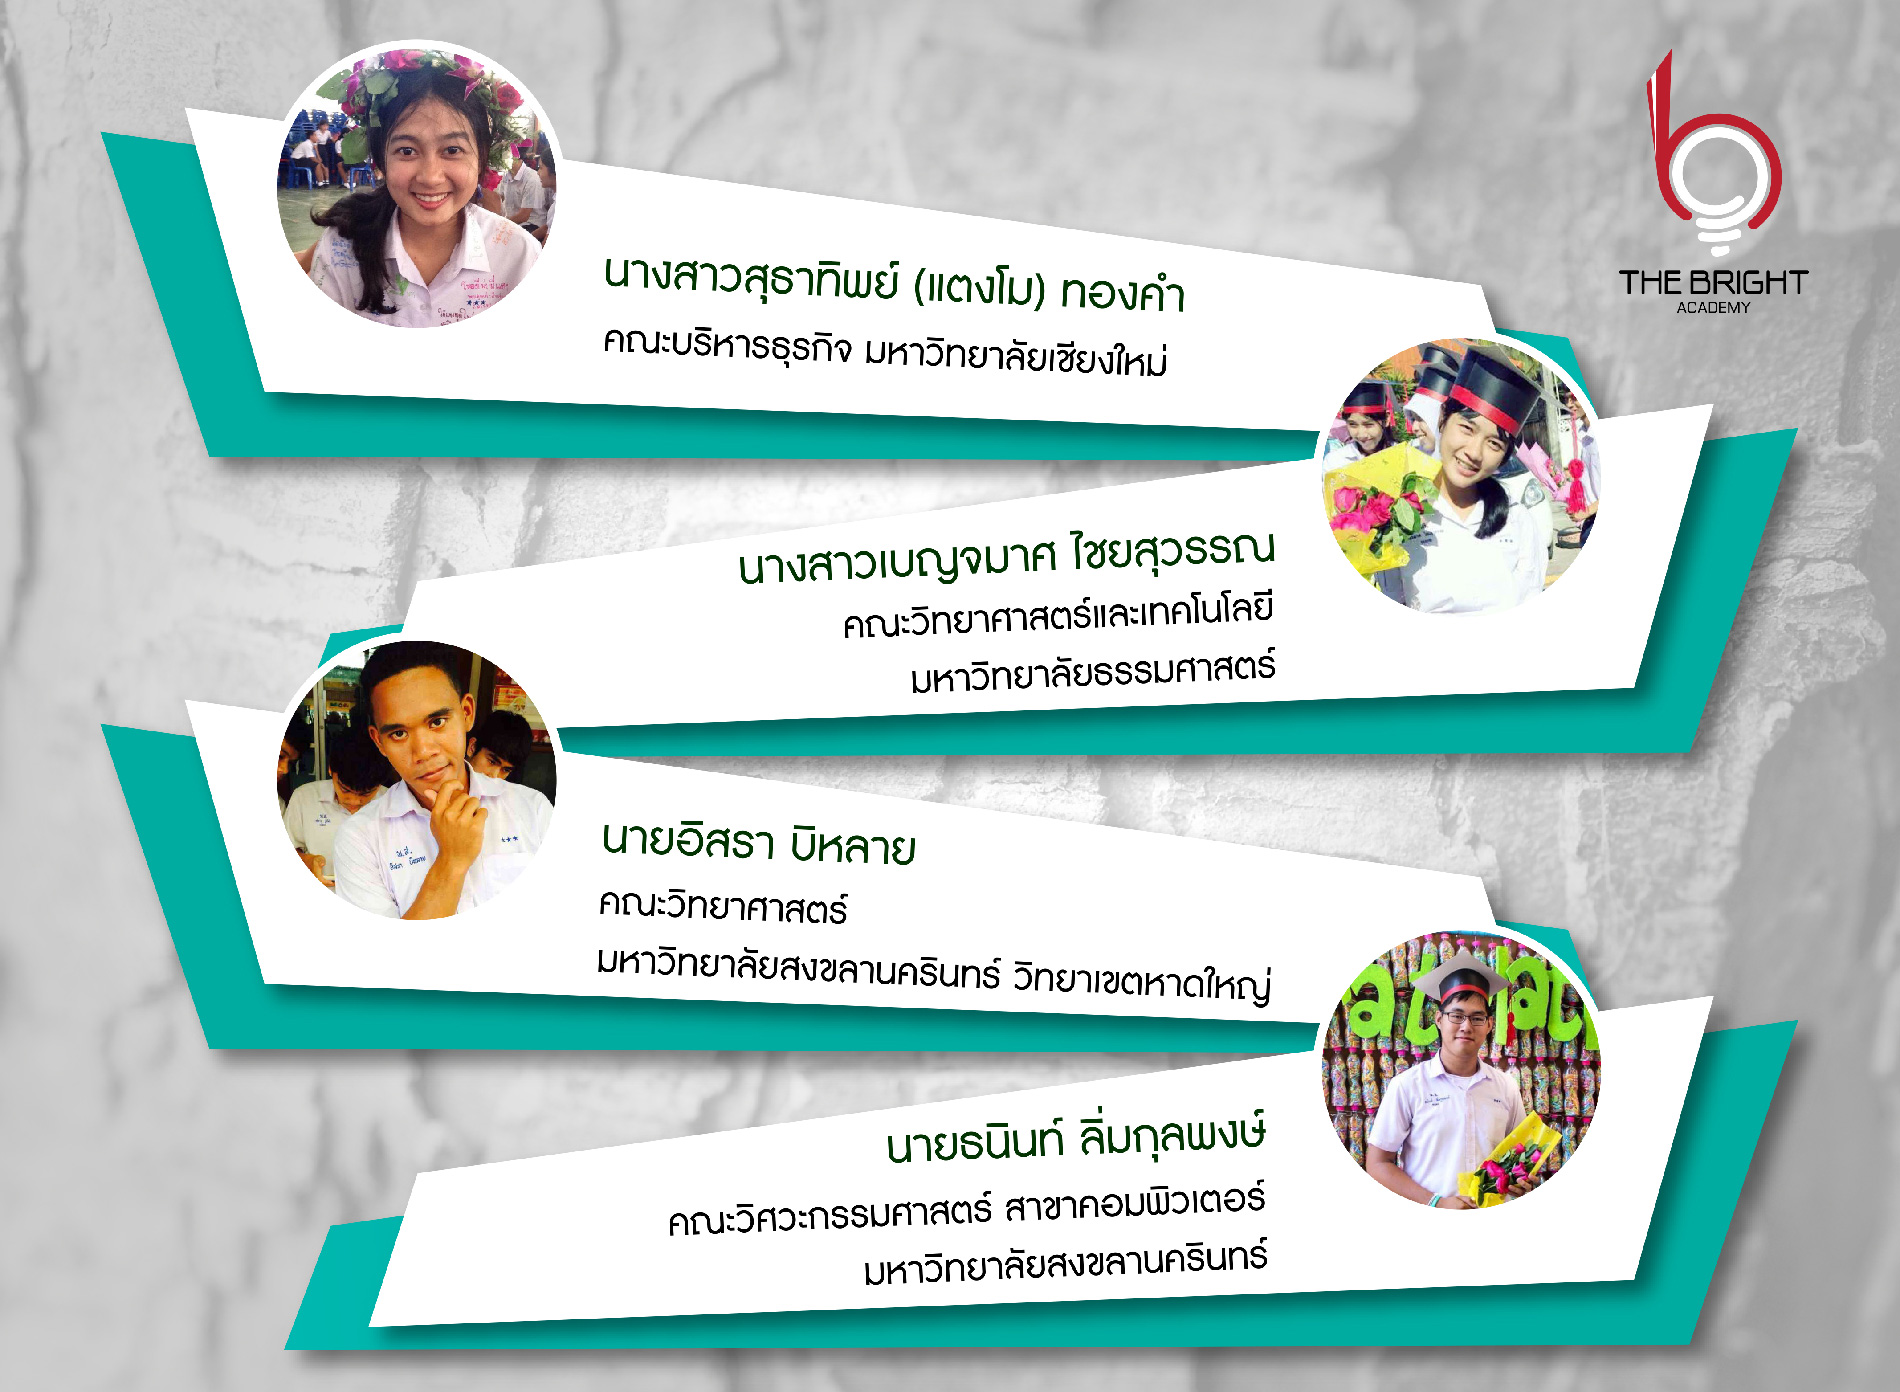 THE BRIGHT
ACADEMY
นางสาวสุธาทิพย์ (แตงโม) ทองคำ
คณะบริหารธุรกิจ มหาวิทยาลัยเชียงใหม่
นางสาวเบญจมาศ ไชยสุวรรณ
คณะวิทยาศาสตร์และเทคโนโลยี
มหาวิทยาลัยธรรมศาสตร์
นายอิสรา บิหลาย
คณะวิทยาศาสตร์
มหาวิทยาลัยสงขลานครินทร์ วิทยาเขตหาดใหญ่
นายธนินท์ ลิ่มกุลพงษ์
คณะวิศวะกรรมศาสตร์ สาขาคอมพิวเตอร์
มหาวิทยาลัยสงขลานครินทร์